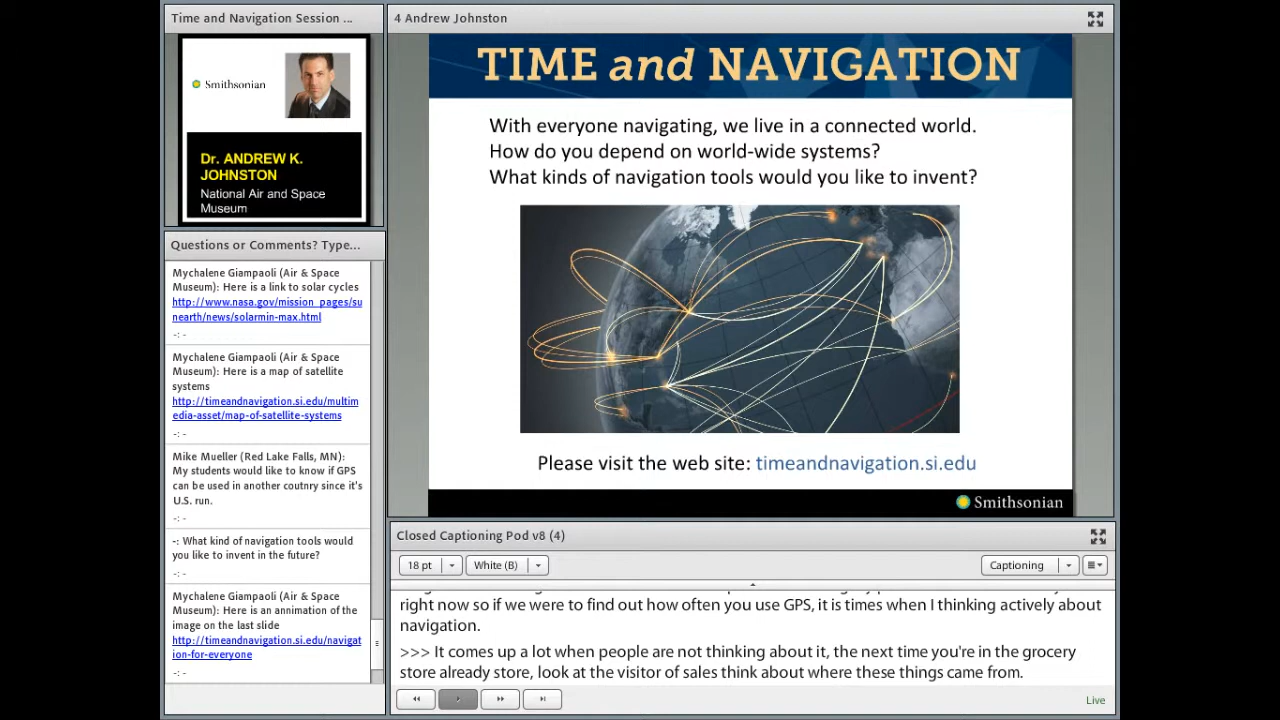 Time and Navigation Session ...
Smithsonian
Dr. ANDREW K.
JOHNSTON
National Air and Space
Museum
Questions or Comments? Type...
Mychalene Giampaoli (Air & Space
Museum): Here is a link to solar cycles
http://www.nasa.gov/mission_pages/su
nearth/news/solarmin-max.html
-: -
Mychalene Giampaoli (Air & Space
Museum): Here is a map of satellite
systems
http://timeandnavigation.si.edu/multim
edia-asset/map-of-satellite-systems
-: -
Mike Mueller (Red Lake Falls, MN):
My students would like to know if GPS
can be used in another coutnry since it's
U.S. run.
-: -
-: What kind of navigation tools would
you like to invent in the future?
-: -
Mychalene Giampaoli (Air & Space
Museum): Here is an annimation of the
image on the last slide
http://timeandnavigation.si.edu/navigat
ion-for-everyone
-: -
4 Andrew Johnston
TIME and NAVIGATION
With everyone navigating, we live in a connected world.
How do you depend on world-wide systems?
What kinds of navigation tools would you like to invent?
Please visit the web site: timeandnavigation.si.edu
Smithsonian
Closed Captioning Pod v8 (4)
18 pt White (B) Captioning
right now so if we were to find out how often you use GPS, it is times when I thinking actively about
navigation.
>>> It comes up a lot when people are not thinking about it, the next time you're in the grocery
store already store, look at the visitor of sales think about where these things came from.
Live